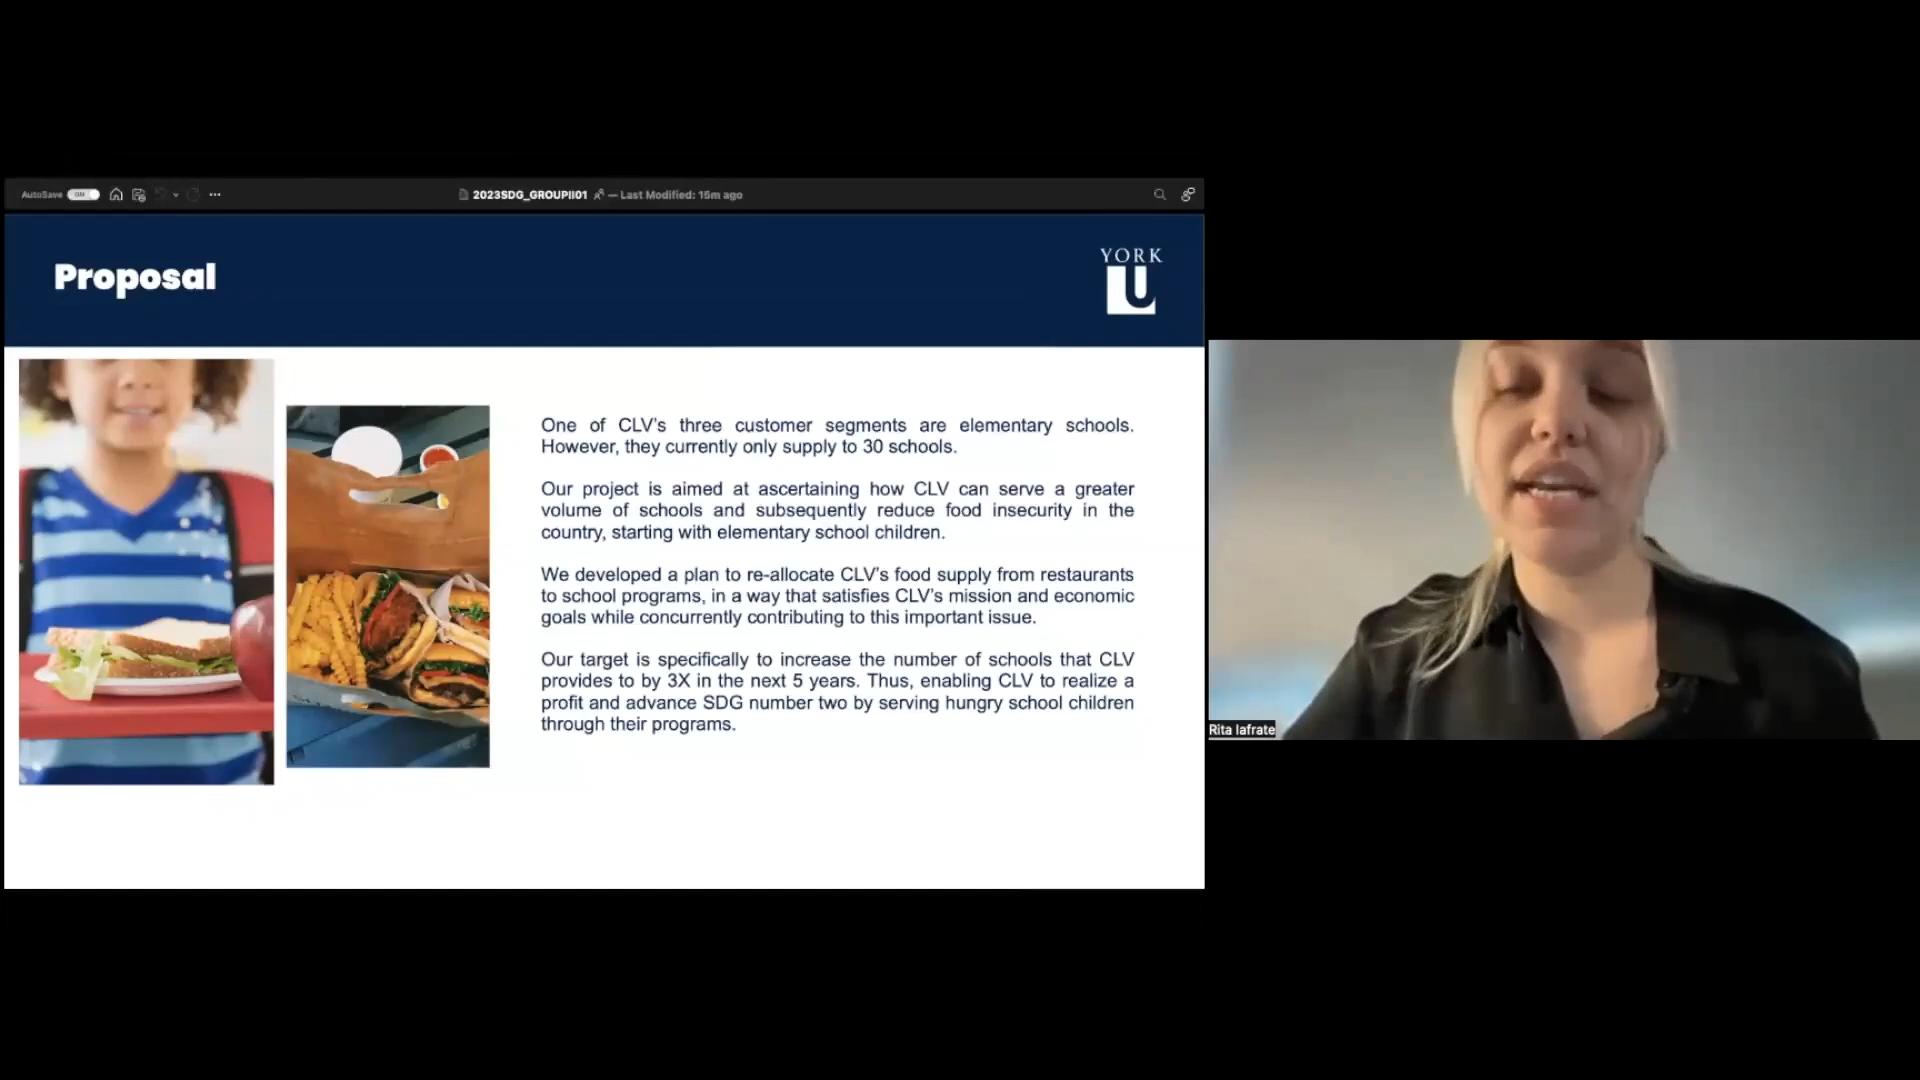 AutoSave ON
2023SDG_GROUPII01 — Last Modified: 15m ago
Proposal
YORK
U
One of CLV's three customer segments are elementary schools.
However, they currently only supply to 30 schools.
Our project is aimed at ascertaining how CLV can serve a greater
volume of schools and subsequently reduce food insecurity in the
country, starting with elementary school children.
We developed a plan to re-allocate CLV's food supply from restaurants
to school programs, in a way that satisfies CLV's mission and economic
goals while concurrently contributing to this important issue.
Our target is specifically to increase the number of schools that CLV
provides to by 3X in the next 5 years. Thus, enabling CLV to realize a
profit and advance SDG number two by serving hungry school children
through their programs.
Rita Iafrate